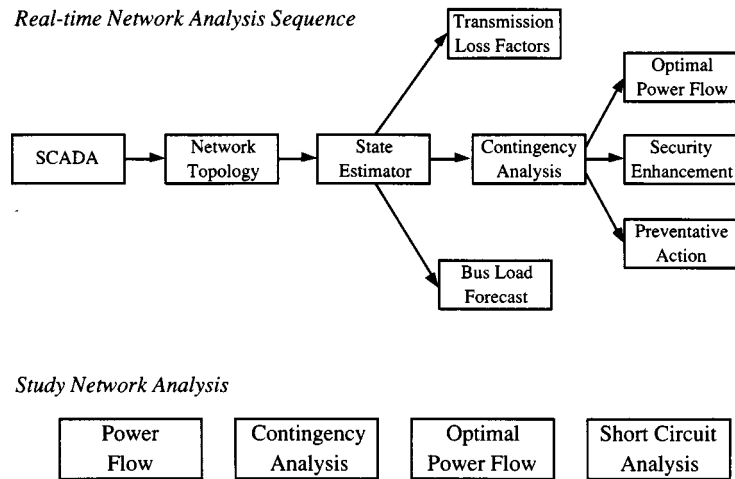 Real-time Network Analysis Sequence
Transmission
Loss Factors
Optimal
Power Flow
SCADA
Network
Topology
State
Estimator
Contingency
Analysis
Security
Enhancement
Preventative
Action
Bus Load
Forecast
Study Network Analysis
Power
Flow
Contingency
Analysis
Optimal
Power Flow
Short Circuit
Analysis